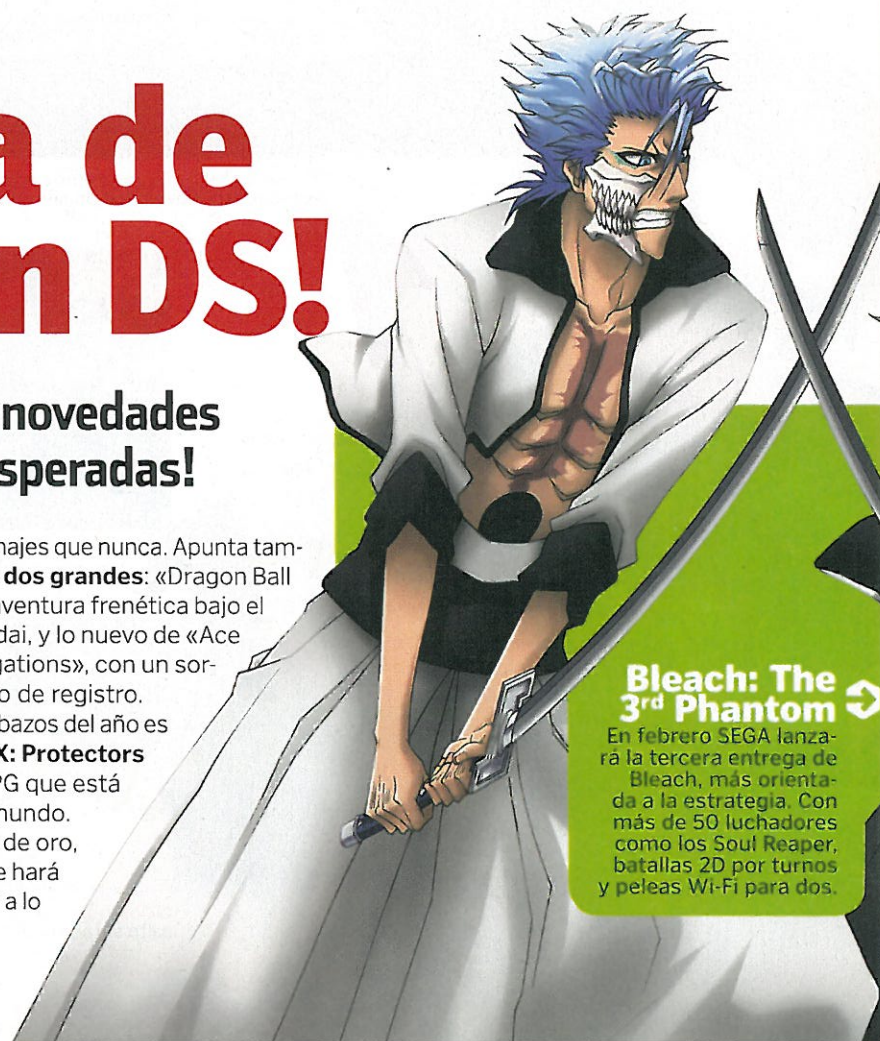 a de
n DS!
novedades
speradas!
najes que nunca. Apunta tam-
dos grandes: «Dragon Ball
ventura frenética bajo el
dai, y lo nuevo de «Ace
gations», con un sor-
o de registro.
bazos del año es
X: Protectors
PG que está
mundo.
de oro,
e hará
a lo
Bleach: The
3rd Phantom
En febrero SEGA lanza-
rá la tercera entrega de
Bleach, más orienta-
da a la estrategia. Con
más de 50 luchadores
como los Soul Reaper,
batallas 2D por turnos
y peleas Wi-Fi para dos.